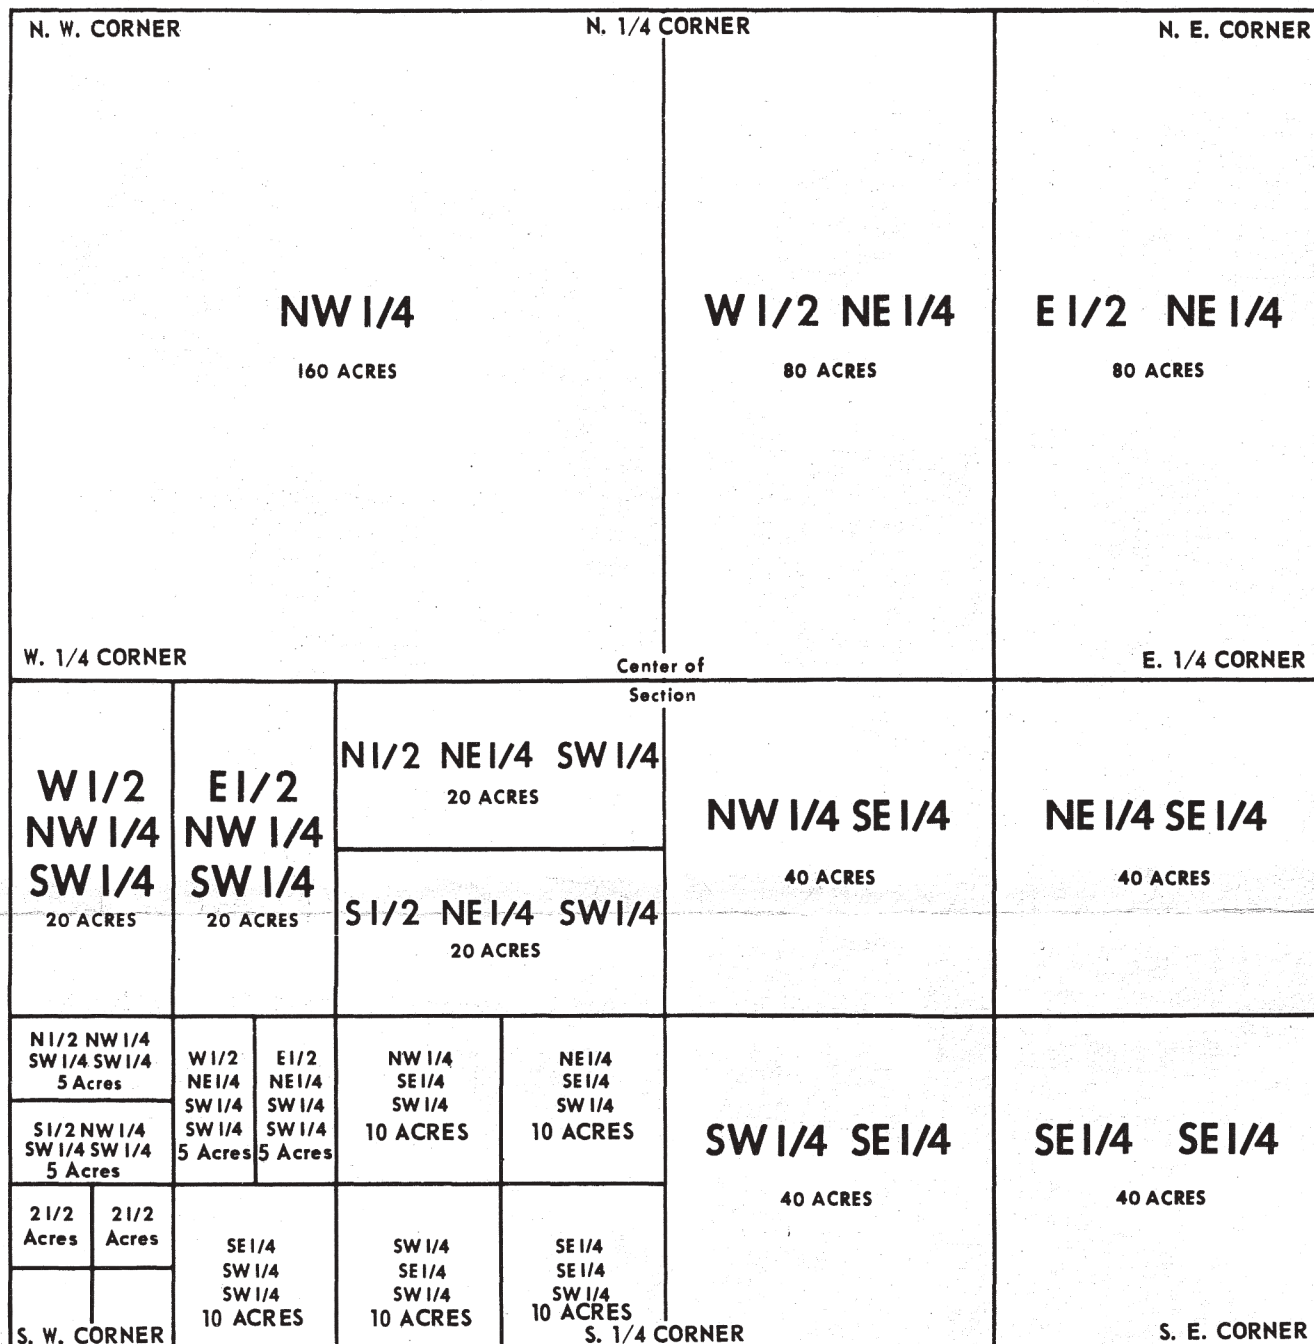 N. W. CORNER
N. 1/4 CORNER
N. E. CORNER
NW 1/4
160 ACRES
W 1/2 NE 1/4
80 ACRES
E 1/2 NE 1/4
80 ACRES
W. 1/4 CORNER
Center of
Section
E. 1/4 CORNER
W 1/2
NW 1/4
SW 1/4
20 ACRES
E 1/2
NW 1/4
SW 1/4
20 ACRES
N 1/2 NE 1/4 SW 1/4
20 ACRES
S 1/2 NE 1/4 SW 1/4
20 ACRES
NW 1/4 SE 1/4
40 ACRES
NE 1/4 SE 1/4
40 ACRES
N 1/2 NW 1/4
SW 1/4 SW 1/4
5 Acres
S 1/2 NW 1/4
SW 1/4 SW 1/4
5 Acres
W 1/2
NE 1/4
SW 1/4
SW 1/4
5 Acres
E 1/2
NE 1/4
SW 1/4
SW 1/4
5 Acres
NW 1/4
SE 1/4
SW 1/4
10 ACRES
NE 1/4
SE 1/4
SW 1/4
10 ACRES
SW 1/4 SE 1/4
40 ACRES
SE 1/4 SE 1/4
40 ACRES
2 1/2
Acres
2 1/2
Acres
SE 1/4
SW 1/4
SW 1/4
10 ACRES
SW 1/4
SE 1/4
SW 1/4
10 ACRES
SE 1/4
SE 1/4
SW 1/4
10 ACRES
S. W. CORNER
S. 1/4 CORNER
S. E. CORNER